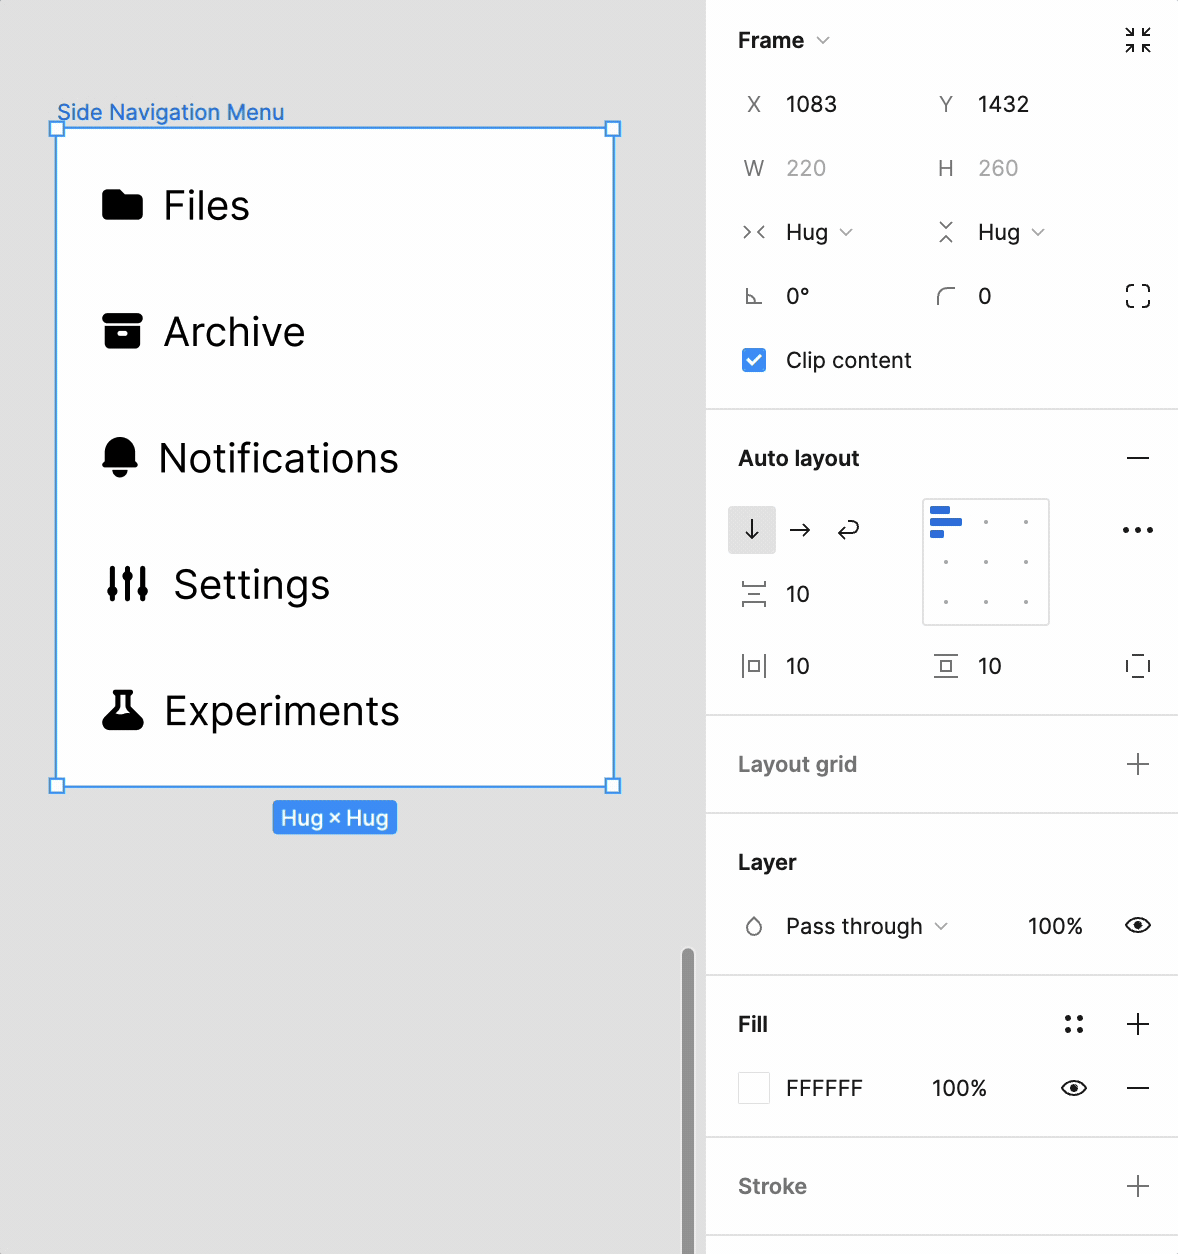 Side Navigation Menu
Files
Archive
Notifications
Settings
Experiments
Hug × Hug
Frame
X 1083 Y 1432
W 220 H 260
Hug Hug
0° 0
Clip content
Auto layout
10
10 10
Layout grid
Layer
Pass through 100%
Fill
FFFFFF 100%
Stroke